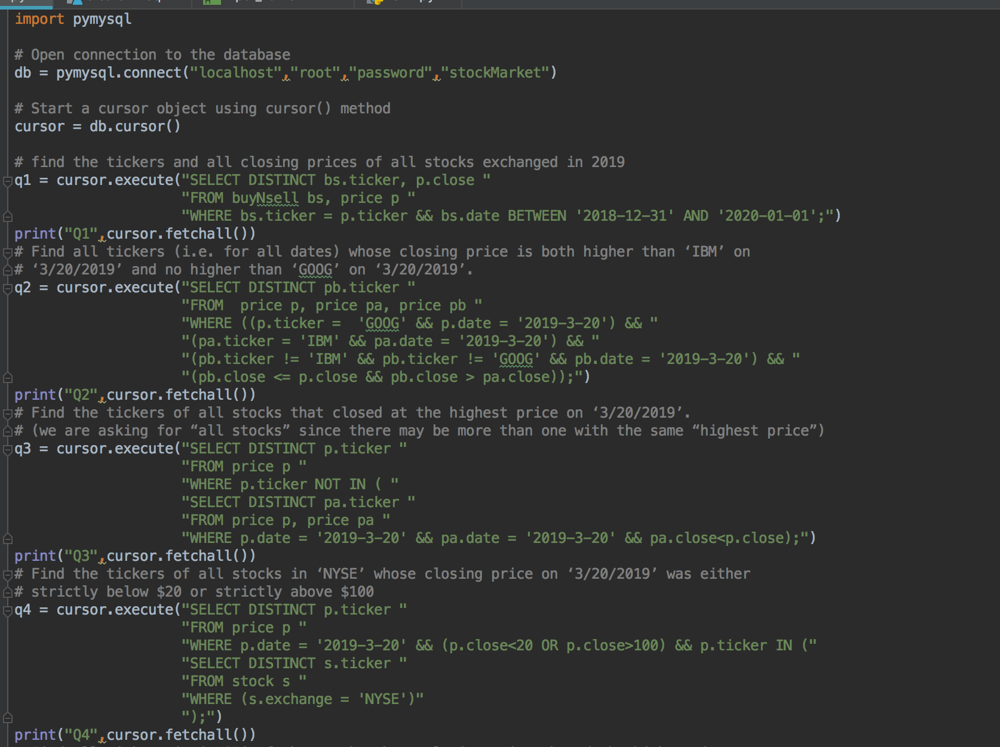 import pymysql
# Open connection to the database
db = pymysql.connect("localhost","root","password","stockMarket")
# Start a cursor object using cursor() method
cursor = db.cursor()
# find the tickers and all closing prices of all stocks exchanged in 2019
q1 = cursor.execute("SELECT DISTINCT bs.ticker, p.close "
"FROM buyNsell bs, price p "
"WHERE bs.ticker = p.ticker && bs.date BETWEEN '2018-12-31' AND '2020-01-01';")
print("Q1",cursor.fetchall())
# Find all tickers (i.e. for all dates) whose closing price is both higher than ‘IBM’ on
# ‘3/20/2019’ and no higher than ‘GOOG’ on ‘3/20/2019’.
q2 = cursor.execute("SELECT DISTINCT pb.ticker "
"FROM  price p, price pa, price pb "
"WHERE ((p.ticker =  'GOOG' && p.date = '2019-3-20') && "
"(pa.ticker = 'IBM' && pa.date = '2019-3-20') && "
"(pb.ticker != 'IBM' && pb.ticker != 'GOOG' && pb.date = '2019-3-20') && "
"(pb.close <= p.close && pb.close > pa.close));")
print("Q2",cursor.fetchall())
# Find the tickers of all stocks that closed at the highest price on ‘3/20/2019’.
# (we are asking for “all stocks” since there may be more than one with the same “highest price”)
q3 = cursor.execute("SELECT DISTINCT p.ticker "
"FROM price p "
"WHERE p.ticker NOT IN ( "
"SELECT DISTINCT pa.ticker "
"FROM price p, price pa "
"WHERE p.date = '2019-3-20' && pa.date = '2019-3-20' && pa.close<p.close);")
print("Q3",cursor.fetchall())
# Find the tickers of all stocks in ‘NYSE’ whose closing price on ‘3/20/2019’ was either
# strictly below $20 or strictly above $100
q4 = cursor.execute("SELECT DISTINCT p.ticker "
"FROM price p "
"WHERE p.date = '2019-3-20' && (p.close<20 OR p.close>100) && p.ticker IN ("
"SELECT DISTINCT s.ticker "
"FROM stock s "
"WHERE (s.exchange = 'NYSE')"
");")
print("Q4",cursor.fetchall())